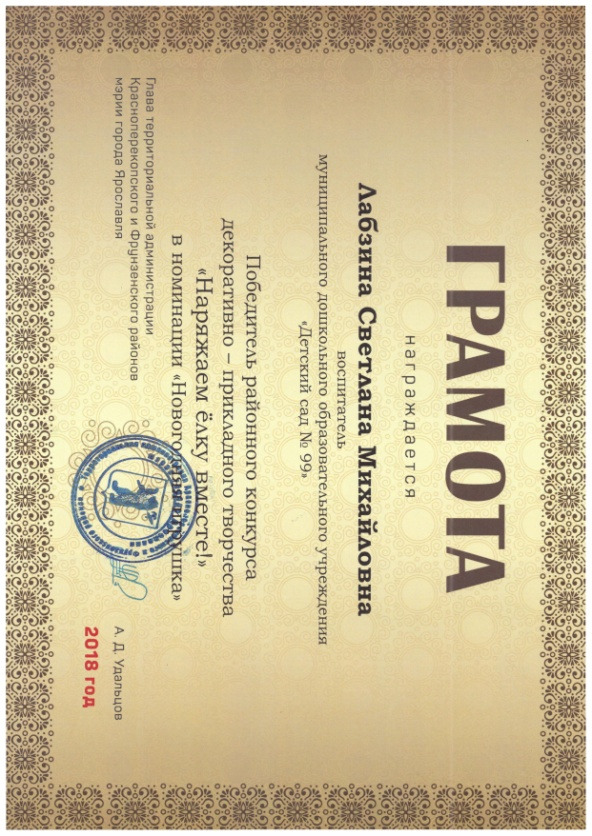 ГРАМОТА
награждается
Лабзина Светлана Михайловна
воспитатель
муниципального дошкольного образовательного учреждения
«Детский сад № 99»
Победитель районного конкурса
декоративно – прикладного творчества
«Наряжаем ёлку вместе!»
в номинации «Новогодняя игрушка»
Глава территориальной администрации
Красноперекопского и Фрунзенского районов
мэрии города Ярославля
А. Д. Удальцов
2018 год